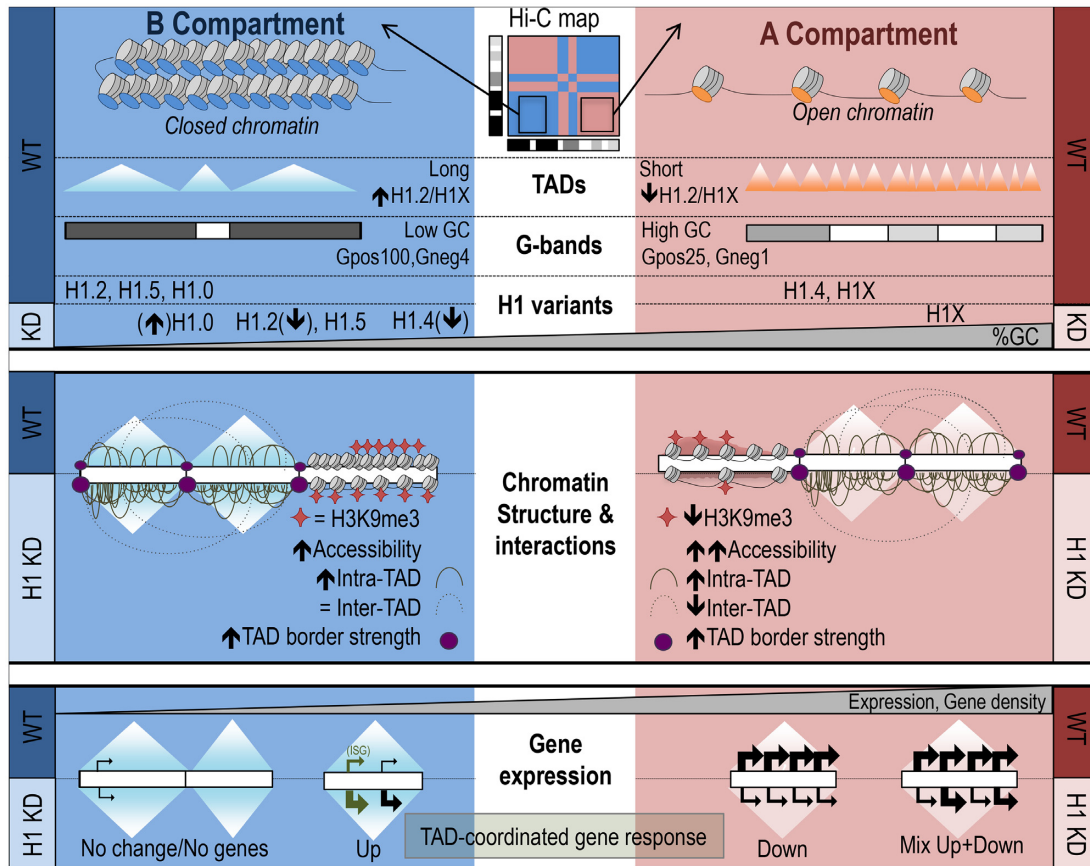 B Compartment
Hi-C map
A Compartment
Closed chromatin
Open chromatin
WT
WT
Long
↑H1.2/H1X
TADs
Short
↓H1.2/H1X
Low GC
Gpos100,Gneg4
G-bands
High GC
Gpos25, Gneg1
H1.2, H1.5, H1.0
H1 variants
H1.4, H1X
KD
(↑)H1.0 H1.2(↓), H1.5 H1.4(↓)
H1X
KD
%GC
WT
WT
Chromatin
Structure &
interactions
H1 KD
= H3K9me3
↑Accessibility
↑Intra-TAD
= Inter-TAD
↑TAD border strength
↓H3K9me3
↑↑Accessibility
↑Intra-TAD
↓Inter-TAD
↑TAD border strength
H1 KD
WT
Expression, Gene density
WT
(ISG)
Gene
expression
H1 KD
No change/No genes
Up
TAD-coordinated gene response
Down
Mix Up+Down
H1 KD